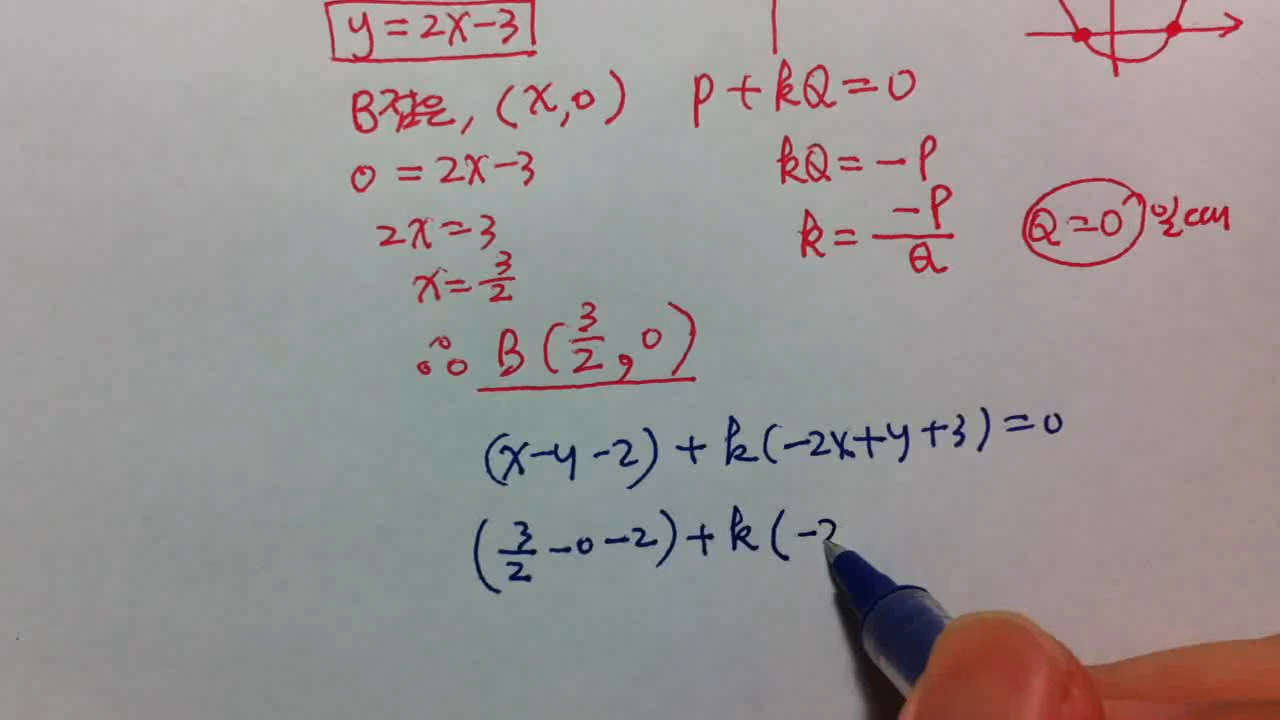 y = 2x-3
B점은, (x, 0)
0 = 2x-3
2x = 3
x = 3/2
∴ B(3/2, 0)
P + kQ = 0
kQ = -P
k = -P/Q
Q = 0 일 때
(x-y-2) + k(-2x+y+3) = 0
(3/2 -0-2) + k(-2